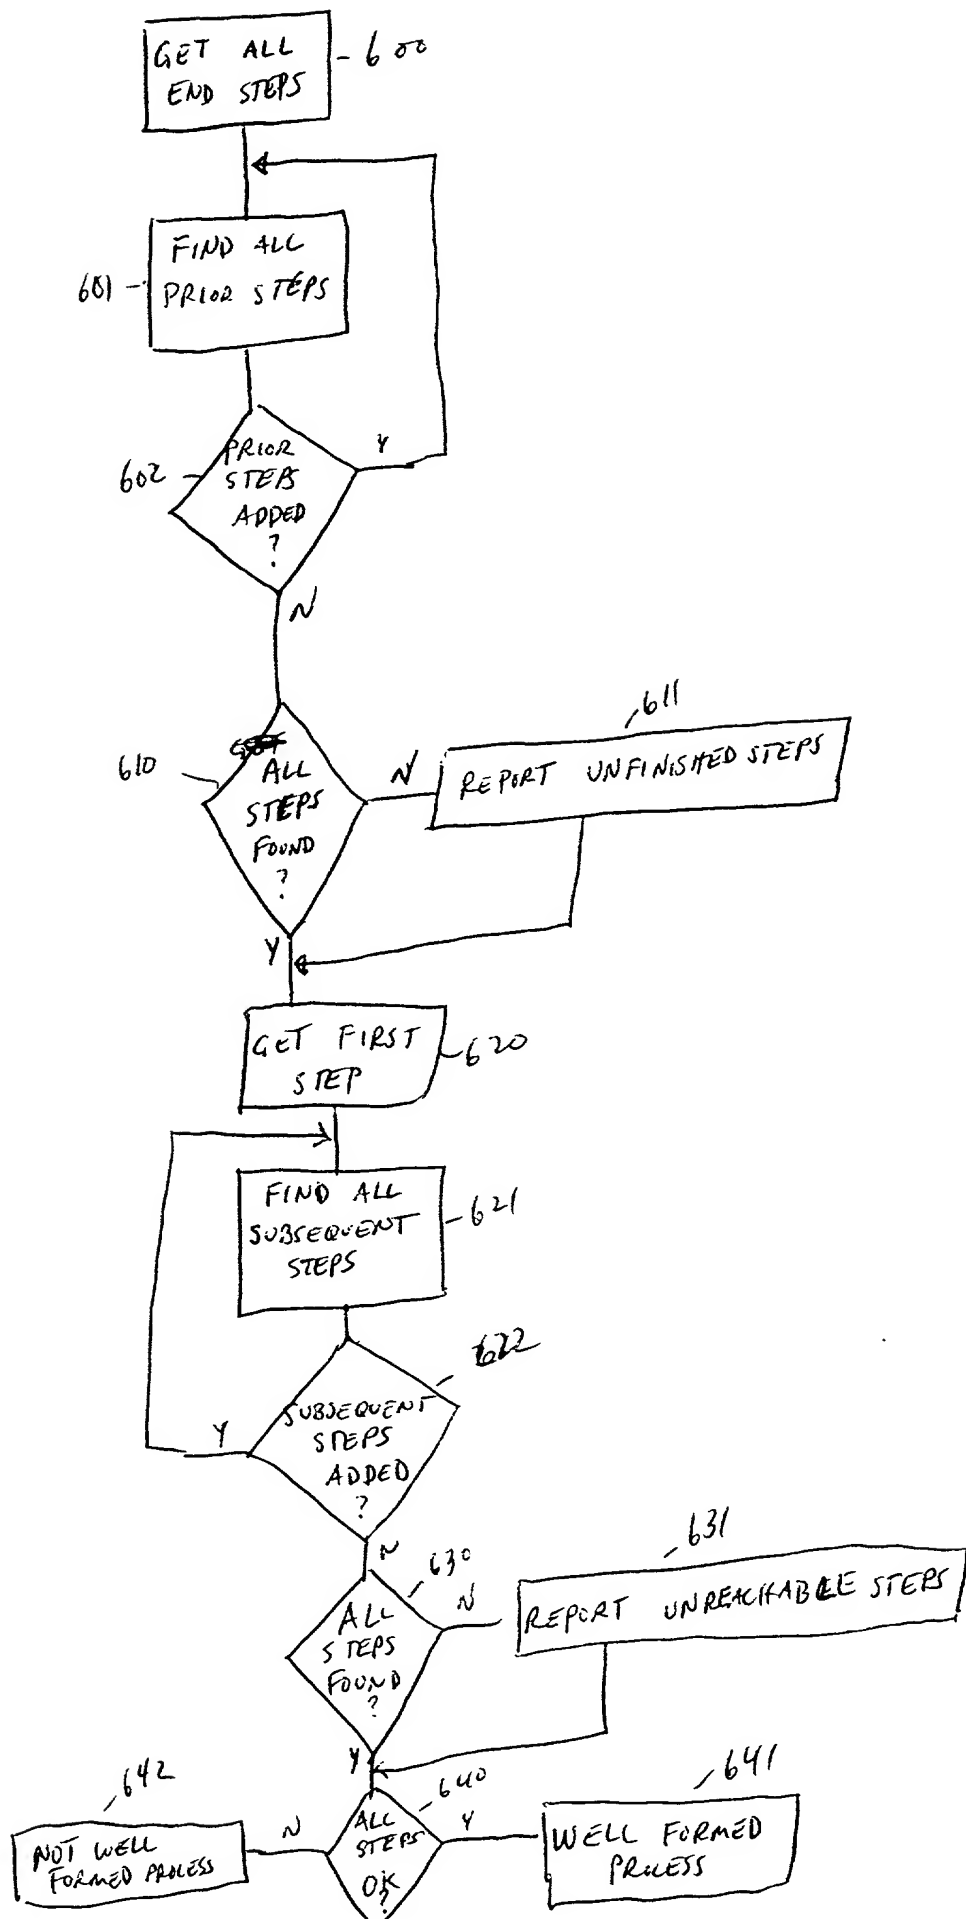 GET ALL
END STEPS
600
FIND ALL
PRIOR STEPS
601
PRIOR
STEPS
ADDED
?
602
Y
N
610
ALL
STEPS
FOUND
?
N
611
REPORT UNFINISHED STEPS
Y
GET FIRST
STEP
620
FIND ALL
SUBSEQUENT
STEPS
621
622
SUBSEQUENT
STEPS
ADDED
?
Y
N
630
ALL
STEPS
FOUND
?
N
631
REPORT UNREACHABLE STEPS
Y
640
ALL
STEPS
OK
?
N
642
NOT WELL
FORMED PROCESS
Y
641
WELL FORMED
PROCESS